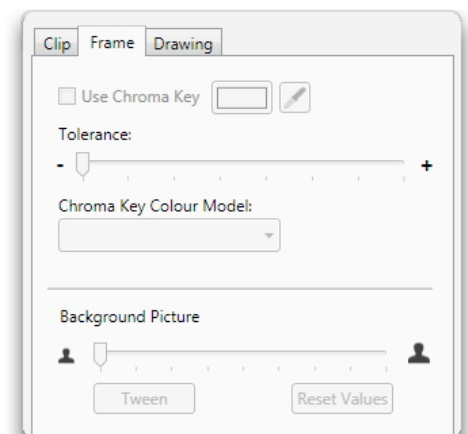 Clip Frame Drawing
Use Chroma Key
Tolerance:
- +
Chroma Key Colour Model:
Background Picture
Tween Reset Values